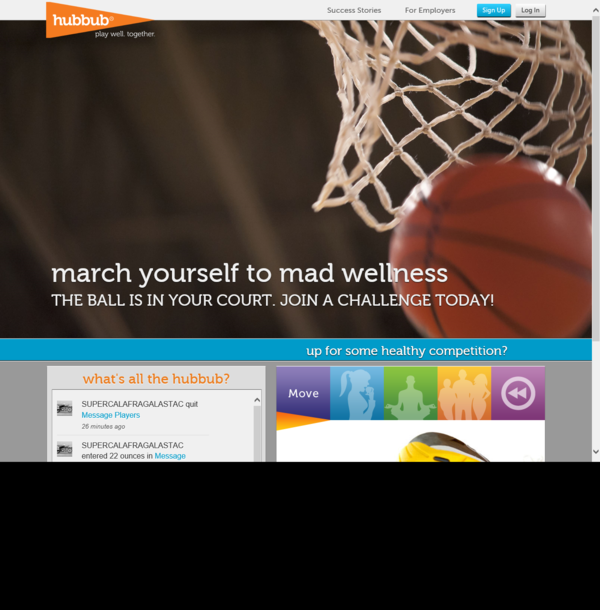 hubbub®
play well. together.
Success Stories
For Employers
Sign Up
Log In
march yourself to mad wellness
THE BALL IS IN YOUR COURT. JOIN A CHALLENGE TODAY!
up for some healthy competition?
what's all the hubbub?
SUPERCALAFRAGALASTAC quit
Message Players
26 minutes ago
SUPERCALAFRAGALASTAC
entered 22 ounces in Message
Move